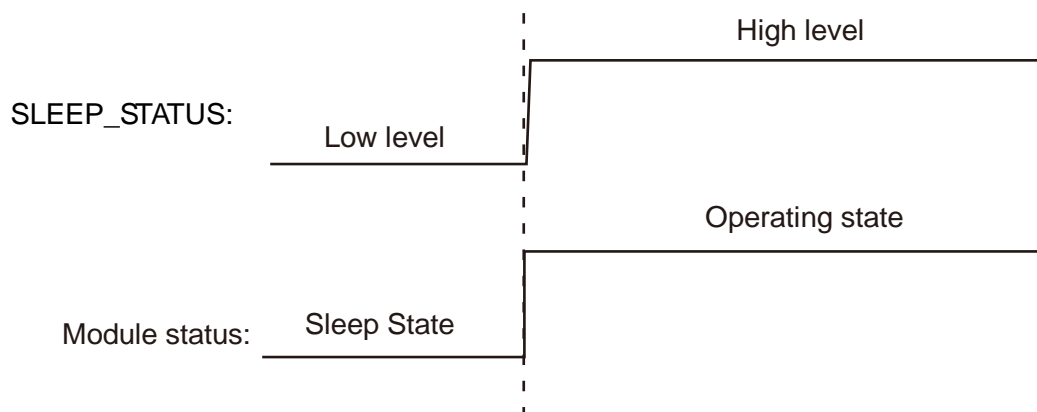 High level
SLEEP_STATUS:
Low level
Operating state
Sleep State
Module status: